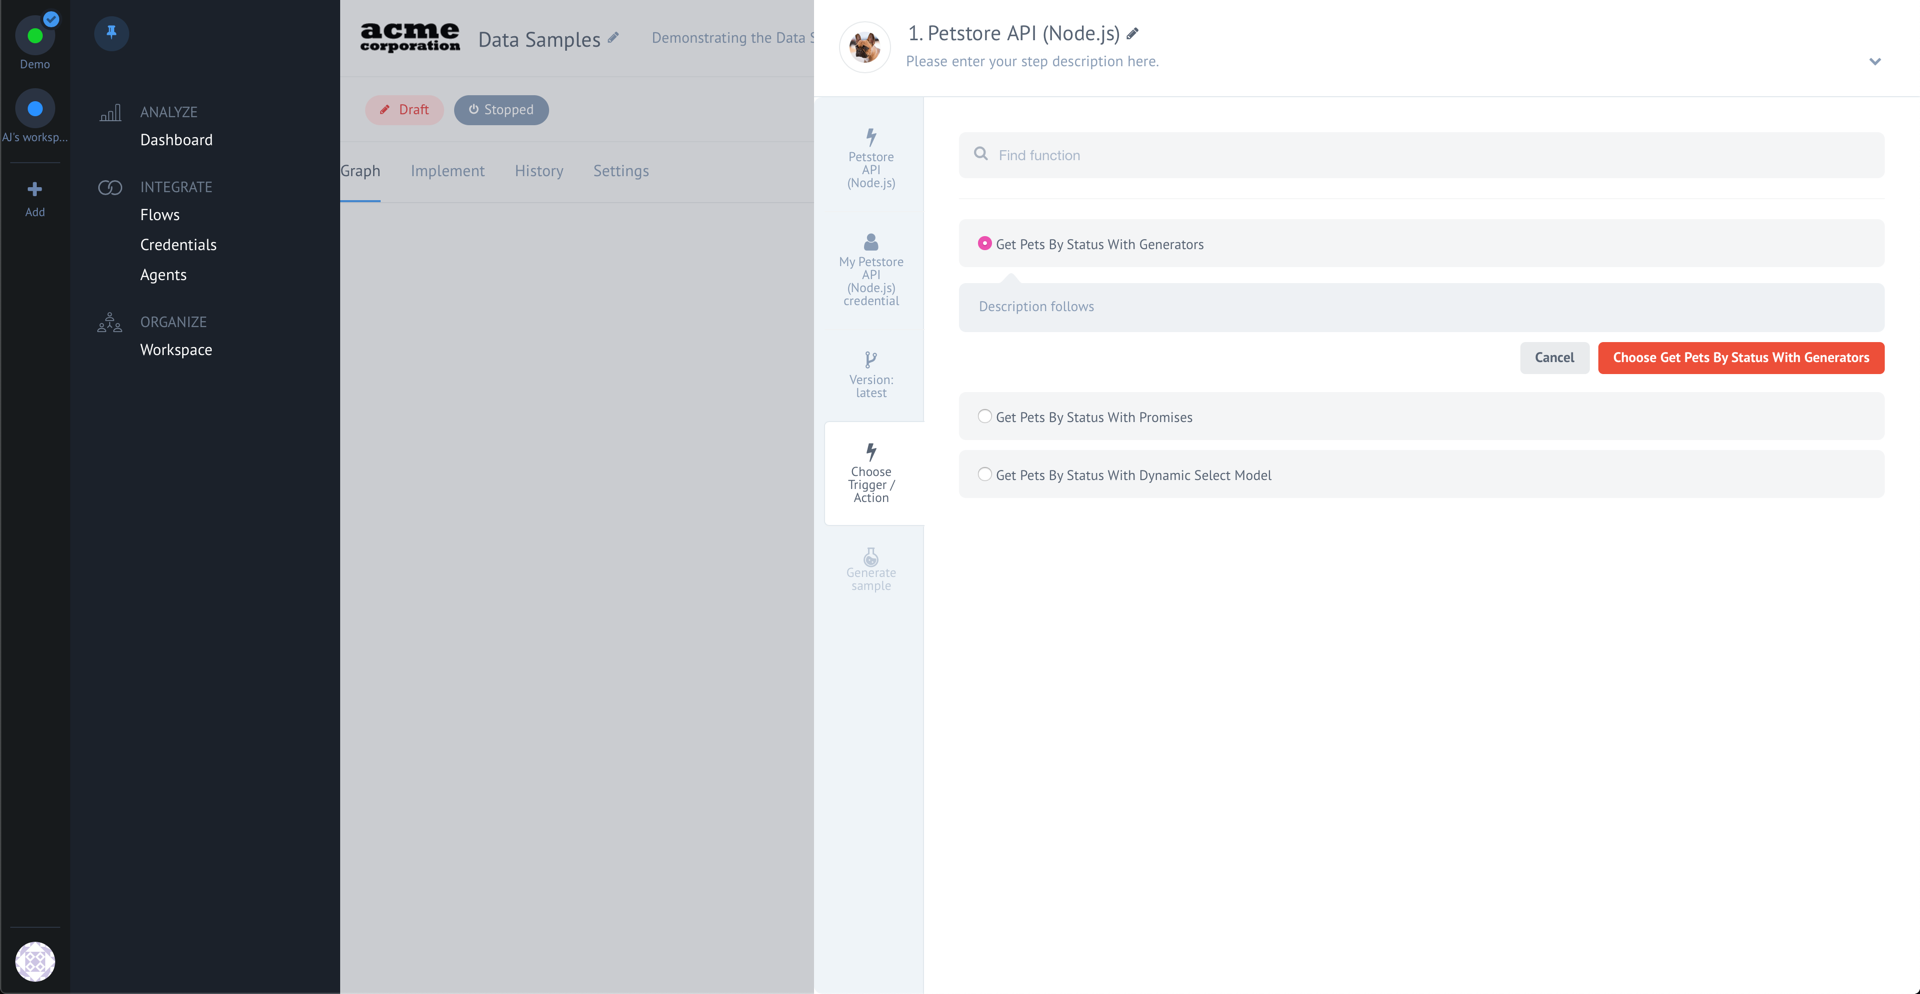 Demo
AJ's worksp...
Add
ANALYZE
Dashboard
INTEGRATE
Flows
Credentials
Agents
ORGANIZE
Workspace
acme
corporation
Data Samples
Demonstrating the Data S
Draft
Stopped
Graph
Implement
History
Settings
1. Petstore API (Node.js)
Please enter your step description here.
Petstore
API
(Node.js)
My Petstore
API
(Node.js)
credential
Version:
latest
Choose
Trigger /
Action
Generate
sample
Find function
Get Pets By Status With Generators
Description follows
Cancel
Choose Get Pets By Status With Generators
Get Pets By Status With Promises
Get Pets By Status With Dynamic Select Model